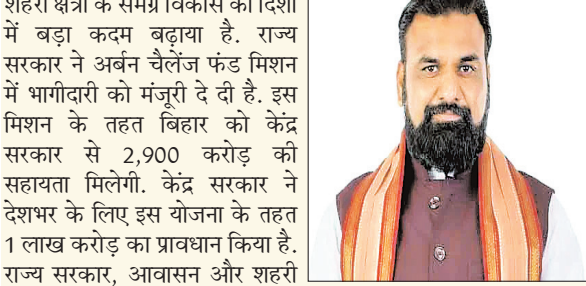 शहरी क्षेत्रों के समग्र विकास की दिशा
में बड़ा कदम बढ़ाया है. राज्य
सरकार ने अर्बन चैलेंज फंड मिशन
में भागीदारी को मंजूरी दे दी है. इस
मिशन के तहत बिहार को केंद्र
सरकार से 2,900 करोड़ की
सहायता मिलेगी. केंद्र सरकार ने
देशभर के लिए इस योजना के तहत
1 लाख करोड़ का प्रावधान किया है.
राज्य सरकार, आवासन और शहरी